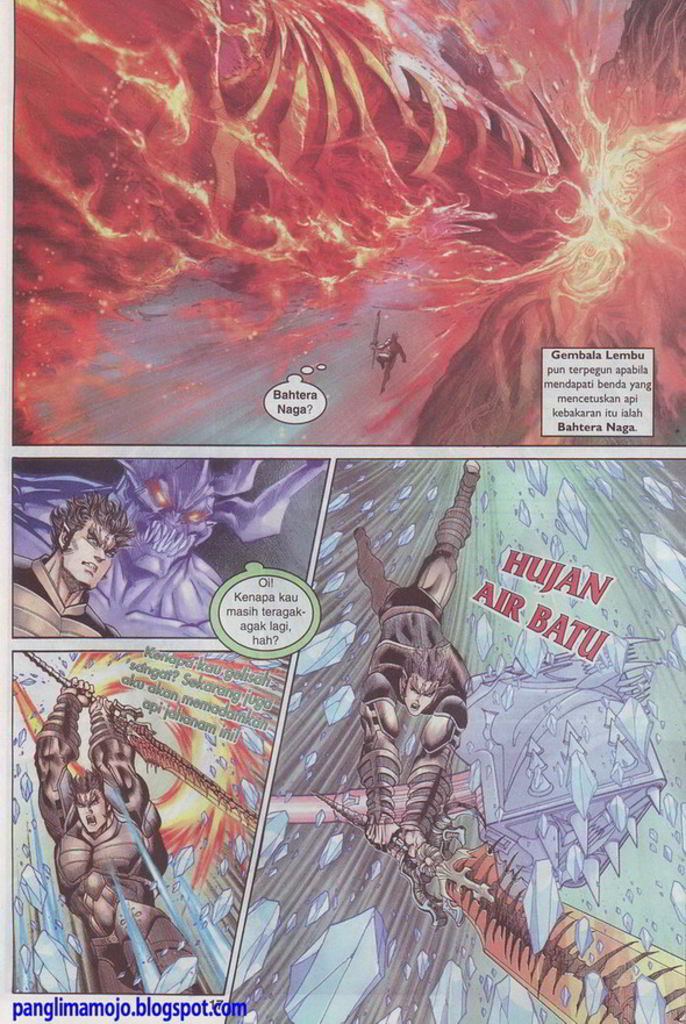 Bahtera
Naga?
Gembala Lembu
pun terpegun apabila
mendapati benda yang
mencetuskan api
kebakaran itu ialah
Bahtera Naga.
Oi!
Kenapa kau
masih teragak-
agak lagi,
hah?
Kenapa kau gelisah
sangat? Sekarang juga
aku akan memadamkan
api jahanam ini!
HUJAN
AIR BATU
17
panglimamojo.blogspot.com